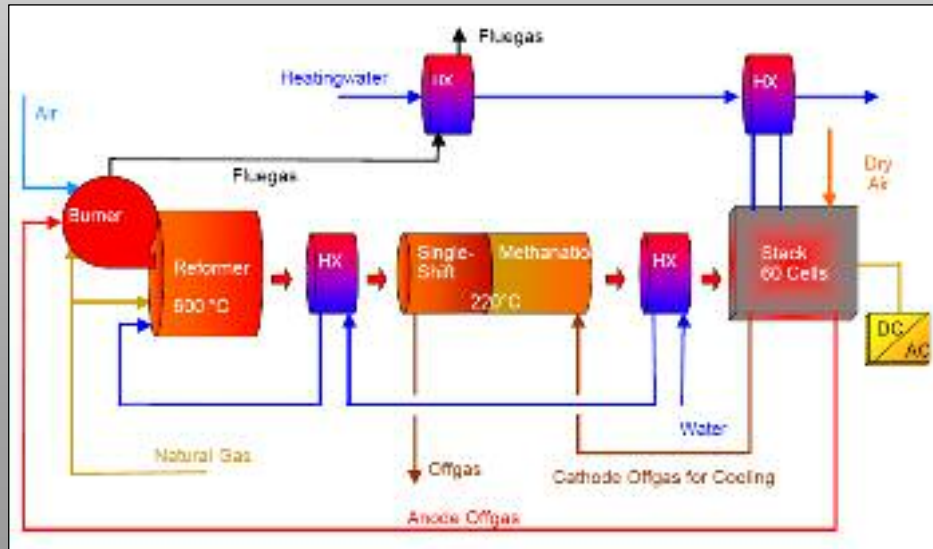 Fluegas
Heatingwater
HX
HX
Air
Fluegas
Dry
Air
Burner
Reformer
600 °C
HX
Single-
Shift
Methanation
220°C
HX
Stack
60 Cells
DC
AC
Natural Gas
Offgas
Water
Cathode Offgas for Cooling
Anode Offgas